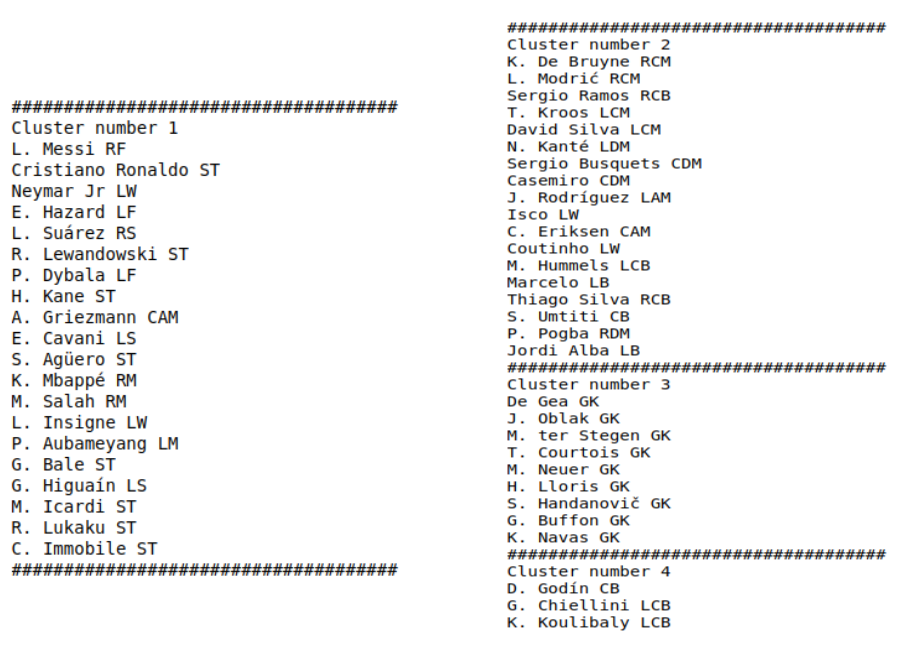 #####################################
Cluster number 1
L. Messi RF
Cristiano Ronaldo ST
Neymar Jr LW
E. Hazard LF
L. Suárez RS
R. Lewandowski ST
P. Dybala LF
H. Kane ST
A. Griezmann CAM
E. Cavani LS
S. Agüero ST
K. Mbappé RM
M. Salah RM
L. Insigne LW
P. Aubameyang LM
G. Bale ST
G. Higuaín LS
M. Icardi ST
R. Lukaku ST
C. Immobile ST
#####################################
#####################################
Cluster number 2
K. De Bruyne RCM
L. Modrić RCM
Sergio Ramos RCB
T. Kroos LCM
David Silva LCM
N. Kanté LDM
Sergio Busquets CDM
Casemiro CDM
J. Rodríguez LAM
Isco LW
C. Eriksen CAM
Coutinho LW
M. Hummels LCB
Marcelo LB
Thiago Silva RCB
S. Umtiti CB
P. Pogba RDM
Jordi Alba LB
#####################################
Cluster number 3
De Gea GK
J. Oblak GK
M. ter Stegen GK
T. Courtois GK
M. Neuer GK
H. Lloris GK
S. Handanovič GK
G. Buffon GK
K. Navas GK
#####################################
Cluster number 4
D. Godín CB
G. Chiellini LCB
K. Koulibaly LCB